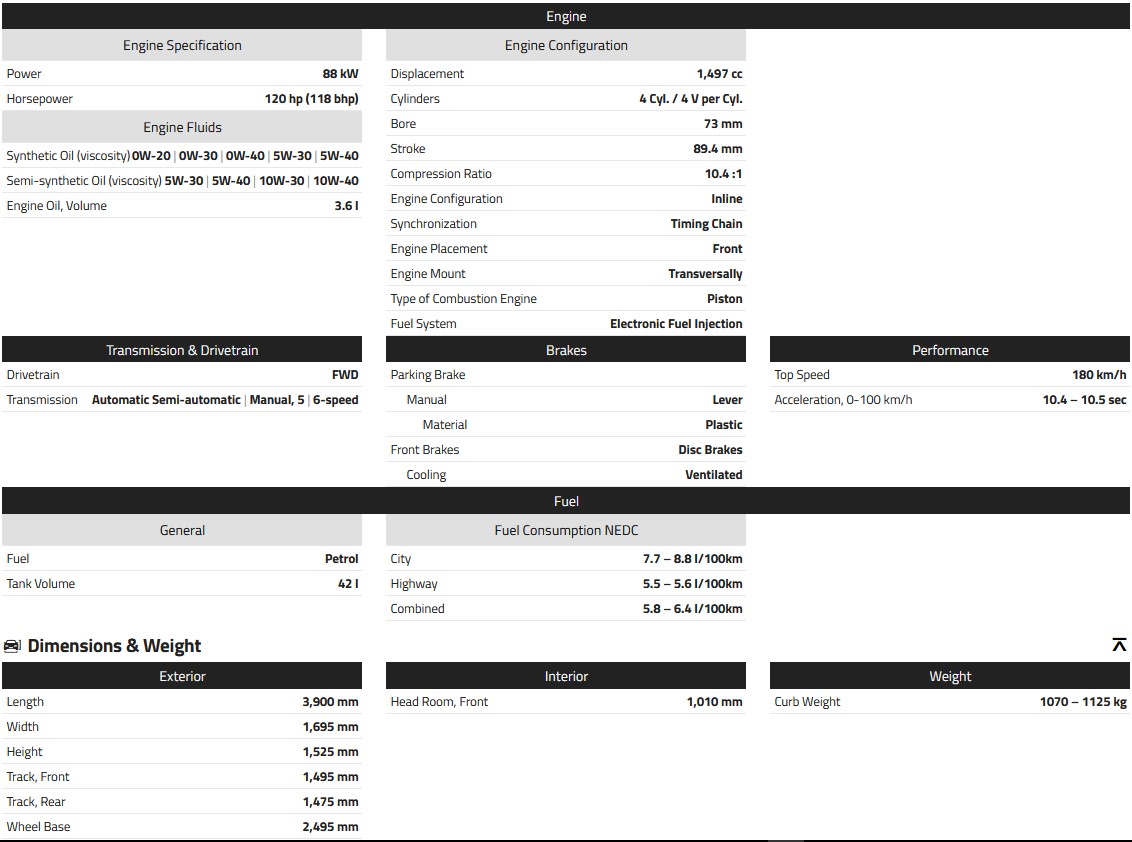 Engine
Engine Specification
Power 88 kW
Horsepower 120 hp (118 bhp)
Engine Fluids
Synthetic Oil (viscosity) 0W-20 | 0W-30 | 0W-40 | 5W-30 | 5W-40
Semi-synthetic Oil (viscosity) 5W-30 | 5W-40 | 10W-30 | 10W-40
Engine Oil, Volume 3.6 l
Engine Configuration
Displacement 1,497 cc
Cylinders 4 Cyl. / 4 V per Cyl.
Bore 73 mm
Stroke 89.4 mm
Compression Ratio 10.4 :1
Engine Configuration Inline
Synchronization Timing Chain
Engine Placement Front
Engine Mount Transversally
Type of Combustion Engine Piston
Fuel System Electronic Fuel Injection
Transmission & Drivetrain
Drivetrain FWD
Transmission Automatic Semi-automatic | Manual, 5 | 6-speed
Brakes
Parking Brake
Manual Lever
Material Plastic
Front Brakes Disc Brakes
Cooling Ventilated
Performance
Top Speed 180 km/h
Acceleration, 0-100 km/h 10.4 – 10.5 sec
Fuel
General
Fuel Petrol
Tank Volume 42 l
Fuel Consumption NEDC
City 7.7 – 8.8 l/100km
Highway 5.5 – 5.6 l/100km
Combined 5.8 – 6.4 l/100km
Dimensions & Weight
Exterior
Length 3,900 mm
Width 1,695 mm
Height 1,525 mm
Track, Front 1,495 mm
Track, Rear 1,475 mm
Wheel Base 2,495 mm
Interior
Head Room, Front 1,010 mm
Weight
Curb Weight 1070 – 1125 kg